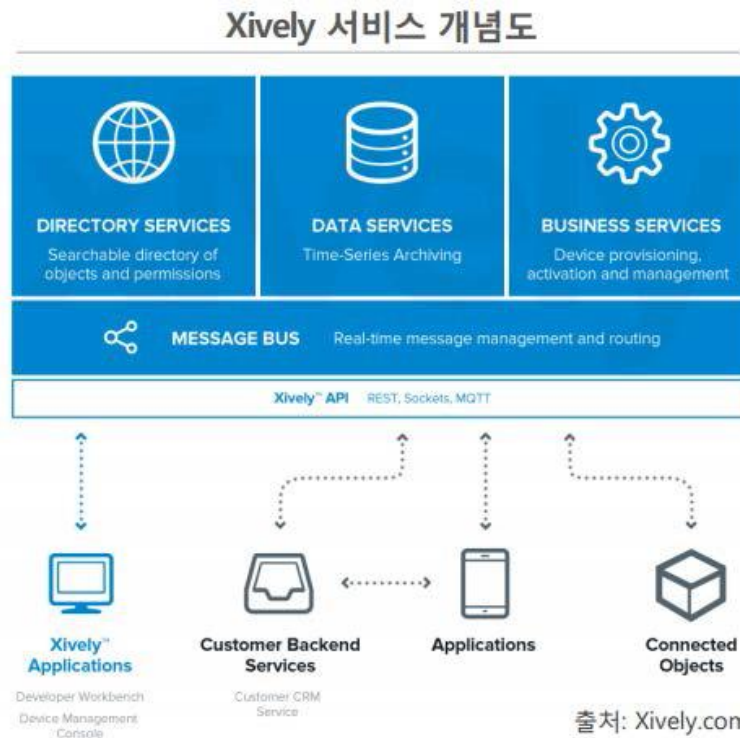 Xively 서비스 개념도
DIRECTORY SERVICES
Searchable directory of
objects and permissions
DATA SERVICES
Time-Series Archiving
BUSINESS SERVICES
Device provisioning,
activation and management
MESSAGE BUS Real-time message management and routing
Xively™ API REST, Sockets, MQTT
Xively™
Applications
Developer Workbench
Device Management
Console
Customer Backend
Services
Customer CRM
Service
Applications
Connected
Objects
출처: Xively.com